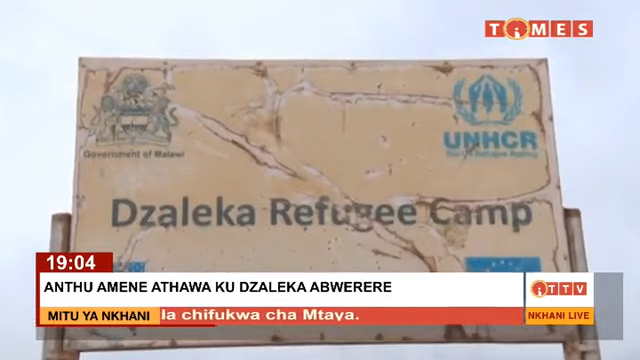 TIMES
Government of Malawi
UNHCR
The UN Refugee Agency
Dzaleka Refugee Camp
19:04
ANTHU AMENE ATHAWA KU DZALEKA ABWERERE
TTV
MITU YA NKHANI
la chifukwa cha Mtaya.
NKHANI LIVE